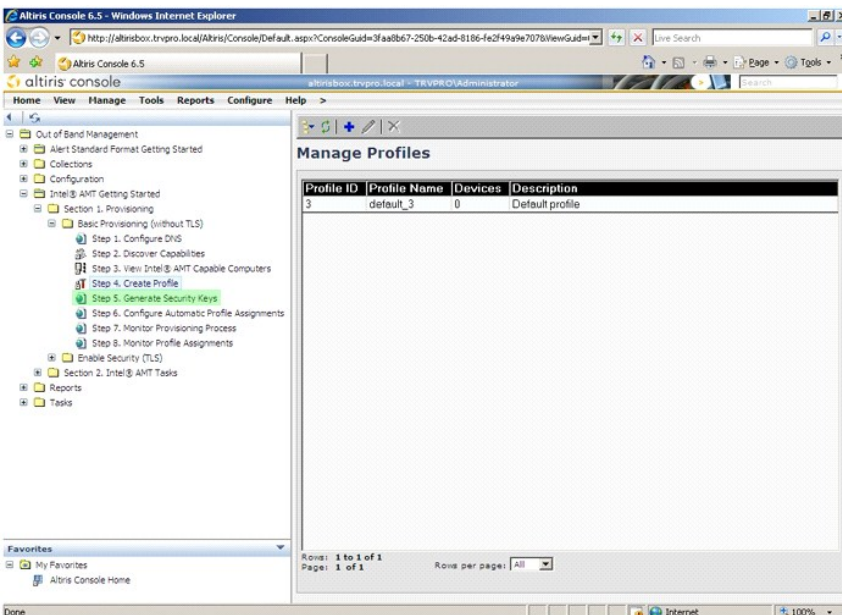 Altiris Console 6.5 - Windows Internet Explorer
http://altirisbox.trvpro.local/Altiris/Console/Default.aspx?ConsoleGuid=3faa8b67-250b-42ad-8186-fe2f49a9e707&ViewGuid=
Live Search
Altiris Console 6.5
Page
Tools
altiris console
altirisbox.trvpro.local - TRVPRO\Administrator
Search
Home View Manage Tools Reports Configure Help >
Out of Band Management
Alert Standard Format Getting Started
Collections
Configuration
Intel® AMT Getting Started
Section 1. Provisioning
Basic Provisioning (without TLS)
Step 1. Configure DNS
Step 2. Discover Capabilities
Step 3. View Intel® AMT Capable Computers
Step 4. Create Profile
Step 5. Generate Security Keys
Step 6. Configure Automatic Profile Assignments
Step 7. Monitor Provisioning Process
Step 8. Monitor Profile Assignments
Enable Security (TLS)
Section 2. Intel® AMT Tasks
Reports
Tasks
Manage Profiles
Profile ID Profile Name Devices Description
3 default_3 0 Default profile
Rows: 1 to 1 of 1
Page: 1 of 1
Rows per page: All
Favorites
My Favorites
Altris Console Home
Done
Internet
100%